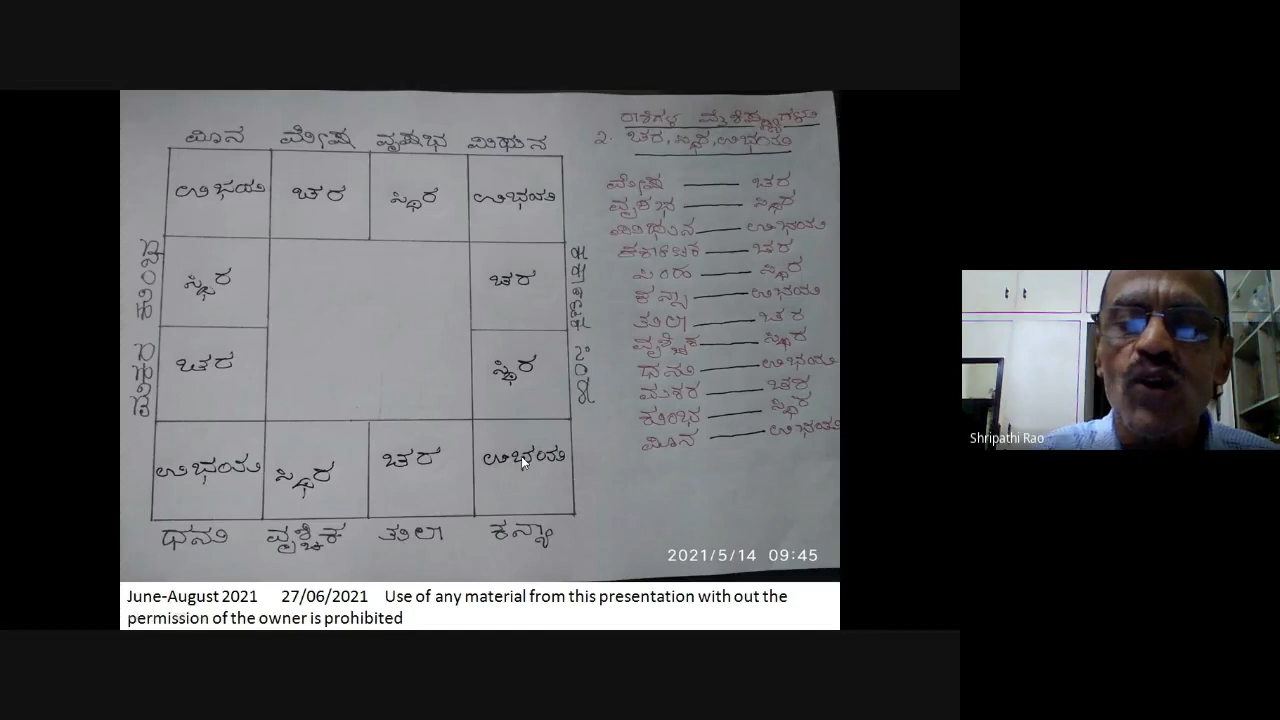 ರಾಶಿಗಳ ವೈಶಿಷ್ಟ್ಯಗಳು
೨. ಚರ, ಸ್ಥಿರ, ಉಭಯ
ಮೀನ ಮೇಷ ವೃಷಭ ಮಿಥುನ
ಉಭಯ ಚರ ಸ್ಥಿರ ಉಭಯ
ಕುಂಭ ಸ್ಥಿರ ಚರ ಕರ್ಕಾಟಕ
ಮಕರ ಚರ ಸ್ಥಿರ ಸಿಂಹ
ಉಭಯ ಸ್ಥಿರ ಚರ ಉಭಯ
ಧನು ವೃಶ್ಚಿಕ ತುಲಾ ಕನ್ಯಾ
ಮೇಷ — ಚರ
ವೃಶಭ — ಸ್ಥಿರ
ಮಿಥುನ — ಉಭಯ
ಕರ್ಕಾಟಕ — ಚರ
ಸಿಂಹ — ಸ್ಥಿರ
ಕನ್ಯಾ — ಉಭಯ
ತುಲಾ — ಚರ
ವೃಶ್ಚಿಕ — ಸ್ಥಿರ
ಧನು — ಉಭಯ
ಮಕರ — ಚರ
ಕುಂಭ — ಸ್ಥಿರ
ಮೀನ — ಉಭಯ
2021/5/14 09:45
June-August 2021 27/06/2021 Use of any material from this presentation with out the
permission of the owner is prohibited
Shripathi Rao